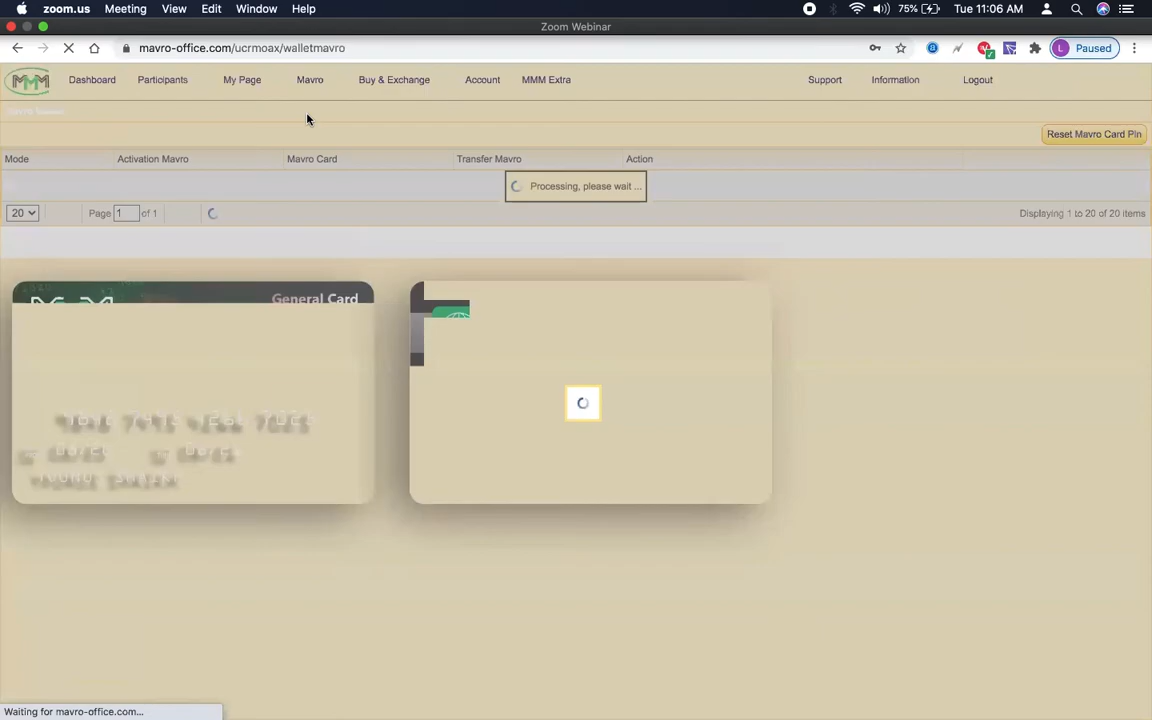 zoom.us Meeting View Edit Window Help 75% Tue 11:06 AM
Zoom Webinar
mavro-office.com/ucrmoax/walletmavro L Paused
MMM Dashboard Participants My Page Mavro Buy & Exchange Account MMM Extra Support Information Logout
Reset Mavro Card Pin
Mode Activation Mavro Mavro Card Transfer Mavro Action
Processing, please wait ...
20 Page 1 of 1 Displaying 1 to 20 of 20 items
General Card
Waiting for mavro-office.com...